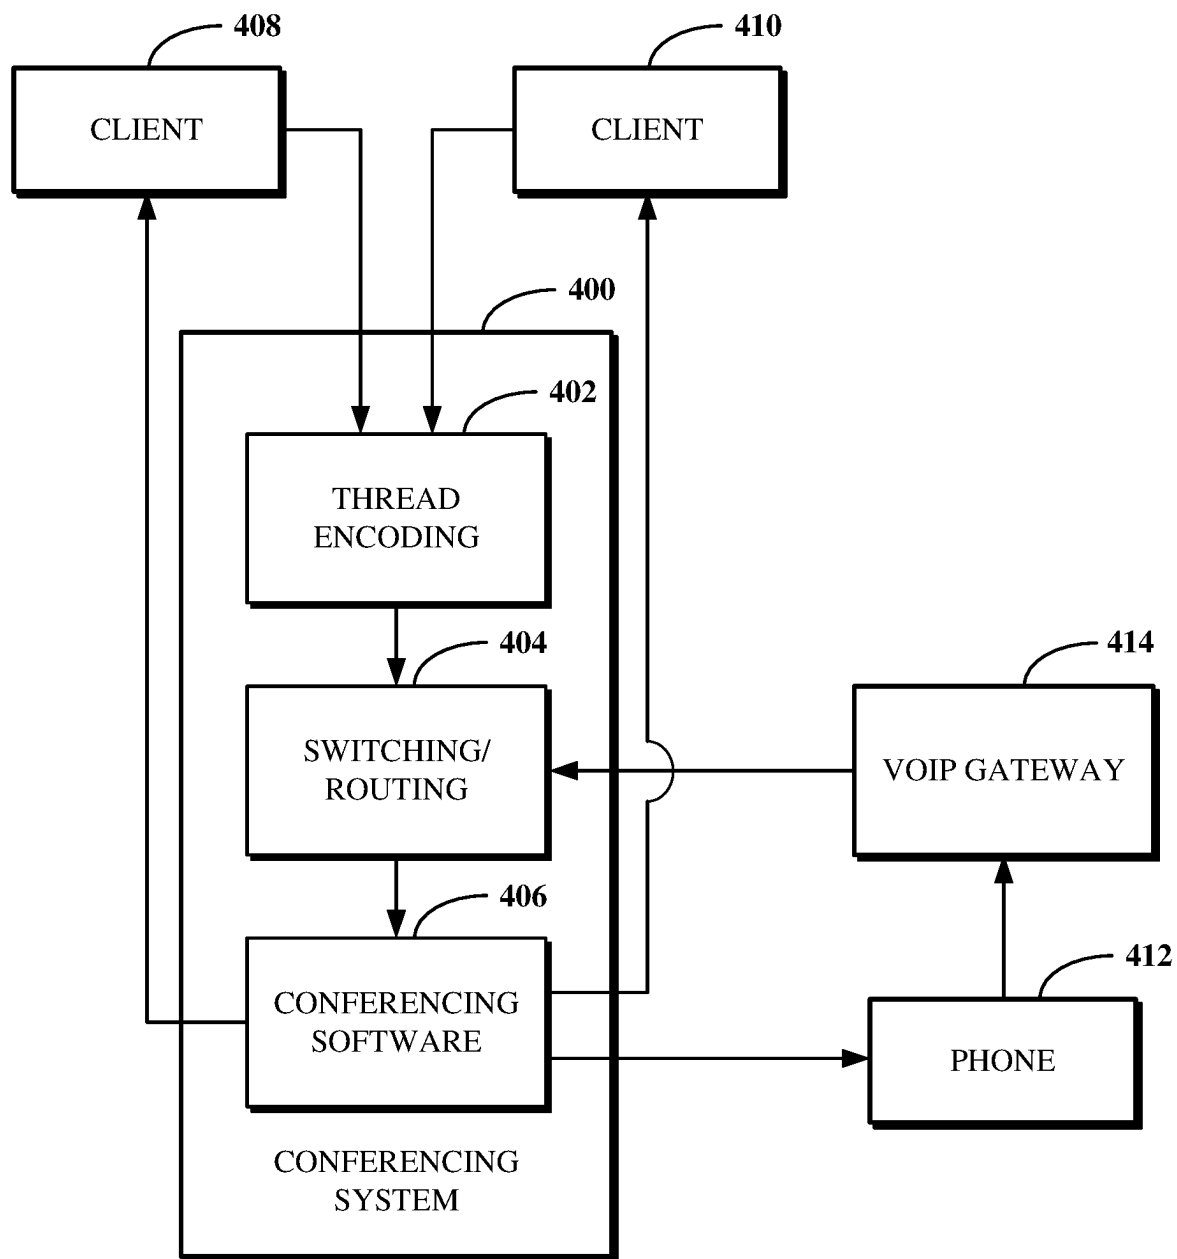 408
410
CLIENT
CLIENT
400
402
THREAD
ENCODING
404
414
SWITCHING/
ROUTING
VOIP GATEWAY
406
412
CONFERENCING
SOFTWARE
PHONE
CONFERENCING
SYSTEM